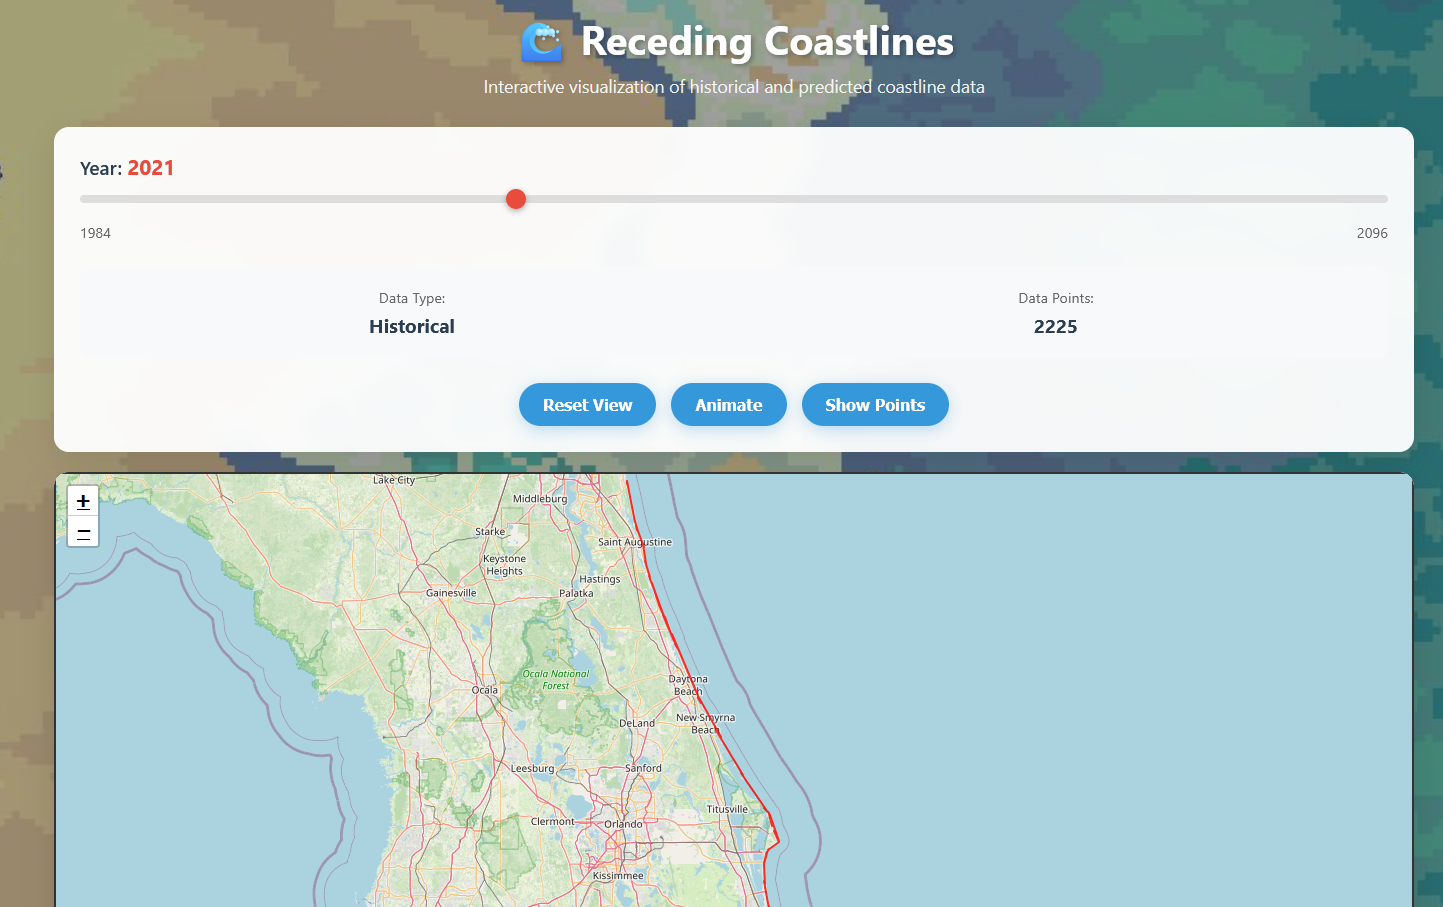 Receding Coastlines
Interactive visualization of historical and predicted coastline data
Year: 2021
1984 2096
Data Type: Data Points:
Historical 2225
Reset View Animate Show Points
+
−
Lake City
Middleburg
Starke
Saint Augustine
Keystone
Heights
Hastings
Gainesville
Palatka
Ocala National
Forest
Daytona
Beach
Ocala
New Smyrna
Beach
DeLand
Leesburg
Sanford
Titusville
Clermont
Orlando
Kissimmee